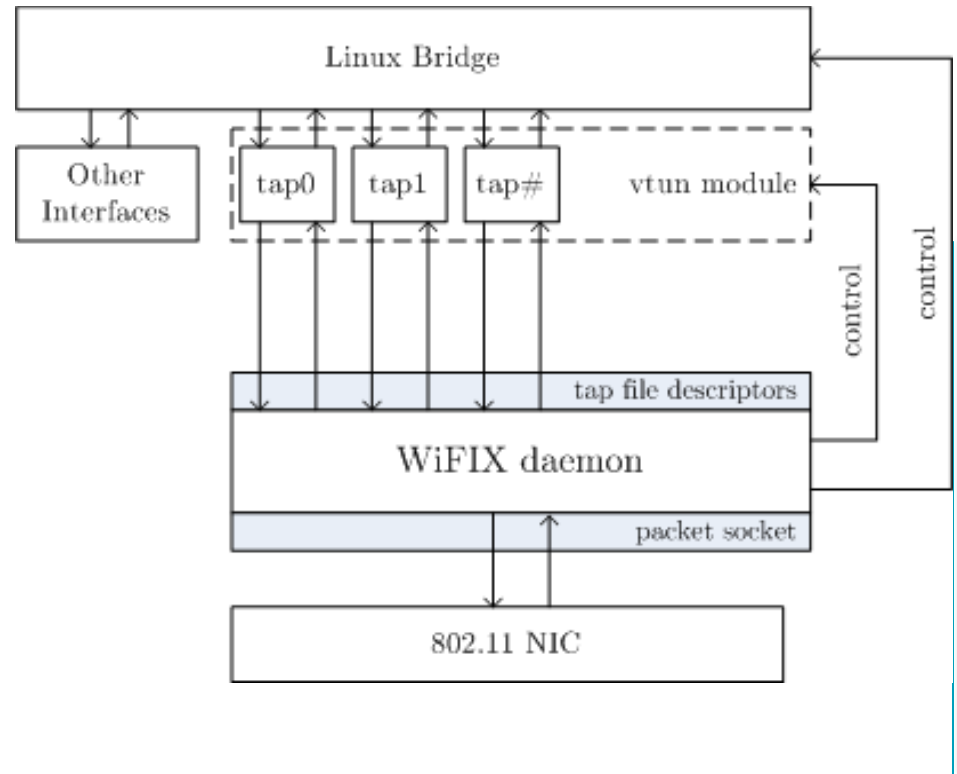 Linux Bridge
Other
Interfaces
tap0
tap1
tap#
vtun module
control
control
tap file descriptors
WiFIX daemon
packet socket
802.11 NIC